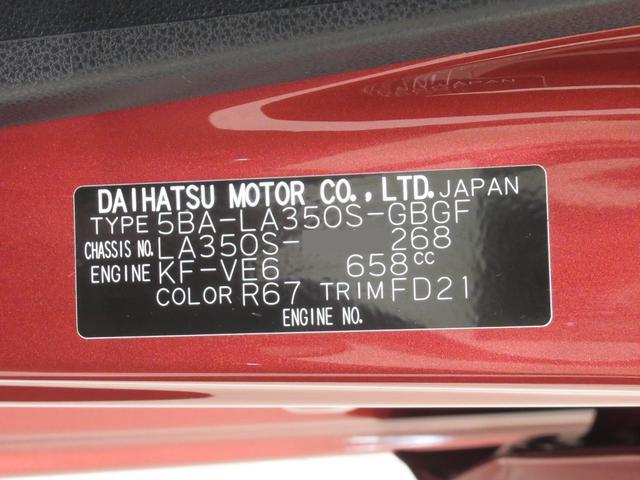 DAIHATSU MOTOR CO., LTD. JAPAN
TYPE 5BA-LA350S-GBGF
CHASSIS NO. LA350S- 268
ENGINE KF-VE6 658cc
COLOR R67 TRIM FD21
ENGINE NO.